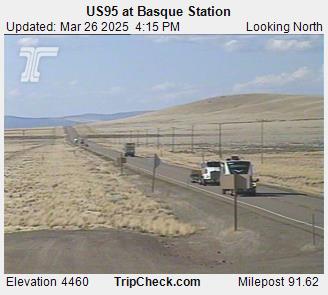 US95 at Basque Station
Updated: Mar 26 2025 4:15 PM Looking North
Elevation 4460 TripCheck.com Milepost 91.62